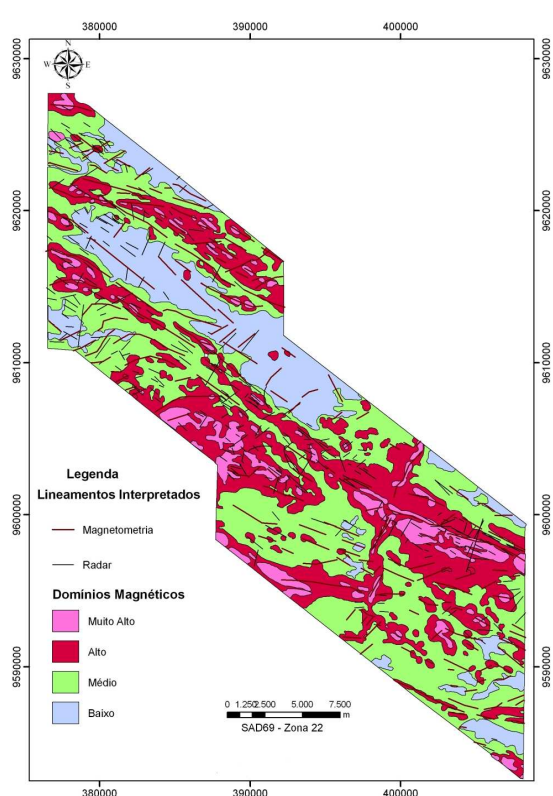 380000 390000 400000
N
W E
S
9630000 9630000
9620000 9620000
9610000 9610000
9600000 9600000
9590000 9590000
Legenda
Lineamentos Interpretados
Magnetometria
Radar
Domínios Magnéticos
Muito Alto
Alto
Médio
Baixo
0 1.250 2.500 5.000 7.500
m
SAD69 - Zona 22
380000 390000 400000